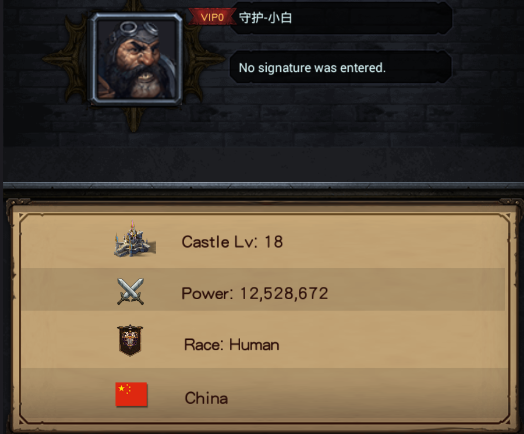 VIP0
守护-小白
No signature was entered.
Castle Lv: 18
Power: 12,528,672
Race: Human
China